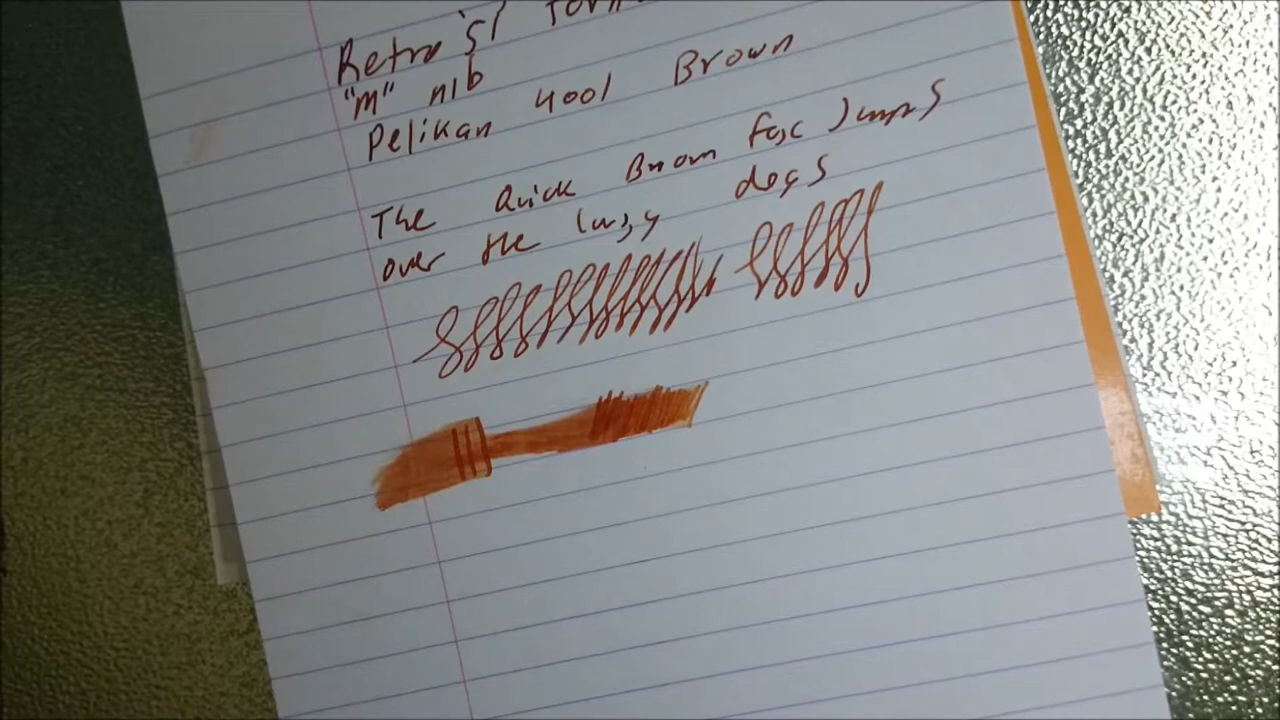 Retro 51
"M" nib
Pelikan 4001 Brown
The Quick Brown fox Jumps
over the lazy dogs